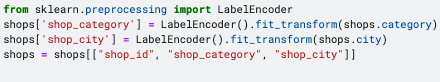 from sklearn.preprocessing import LabelEncoder
shops['shop_category'] = LabelEncoder().fit_transform(shops.category)
shops['shop_city'] = LabelEncoder().fit_transform(shops.city)
shops = shops[["shop_id", "shop_category", "shop_city"]]